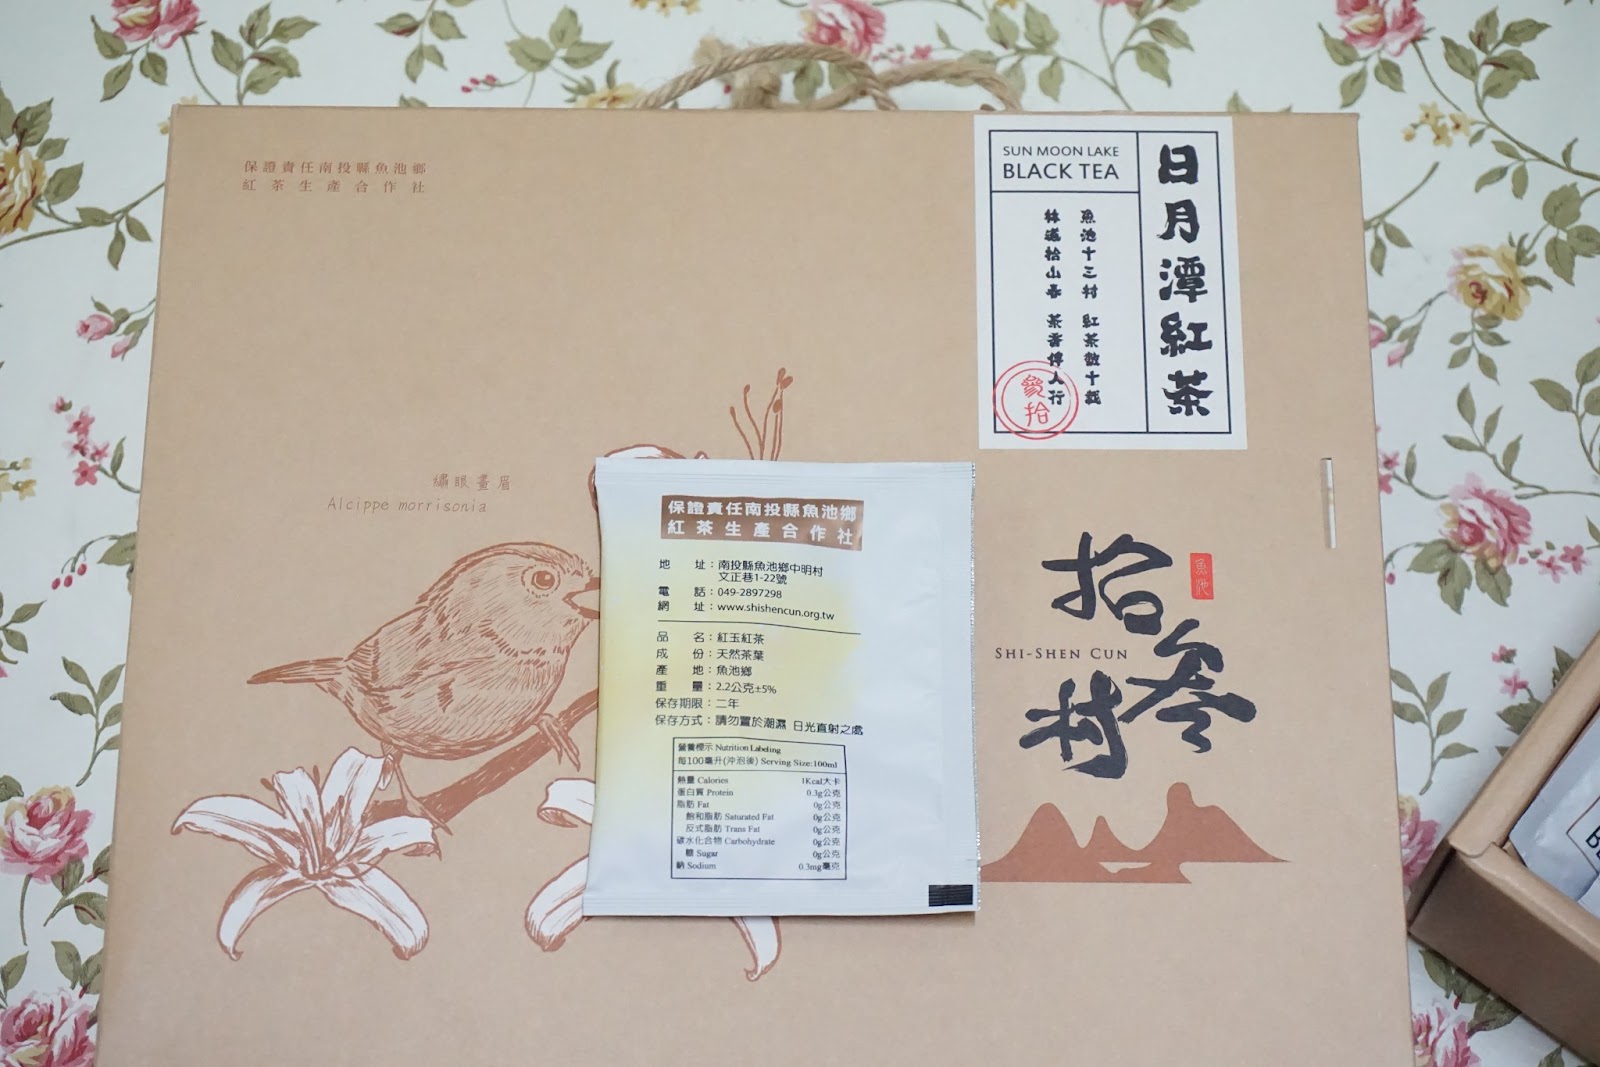 保證責任南投縣魚池鄉
紅茶生產合作社
SUN MOON LAKE
BLACK TEA
日月潭紅茶
魚池十三村 紅茶數十載
林邊拾山春 茶香傳人行
參拾
繡眼畫眉
Alcippe morrisonia
拾參村
魚池
SHI-SHEN CUN
保證責任南投縣魚池鄉
紅茶生產合作社
地 址：南投縣魚池鄉中明村
文正巷1-22號
電 話：049-2897298
網 址：www.shishencun.org.tw
品 名：紅玉紅茶
成 份：天然茶葉
產 地：魚池鄉
重 量：2.2公克±5%
保存期限：二年
保存方式：請勿置於潮濕 日光直射之處
營養標示 Nutrition Labeling
每100毫升(沖泡後) Serving Size:100ml
熱量 Calories 1Kcal大卡
蛋白質 Protein 0.3g公克
脂肪 Fat 0g公克
飽和脂肪 Saturated Fat 0g公克
反式脂肪 Trans Fat 0g公克
碳水化合物 Carbohydrate 0g公克
糖 Sugar 0g公克
鈉 Sodium 0.3mg毫克